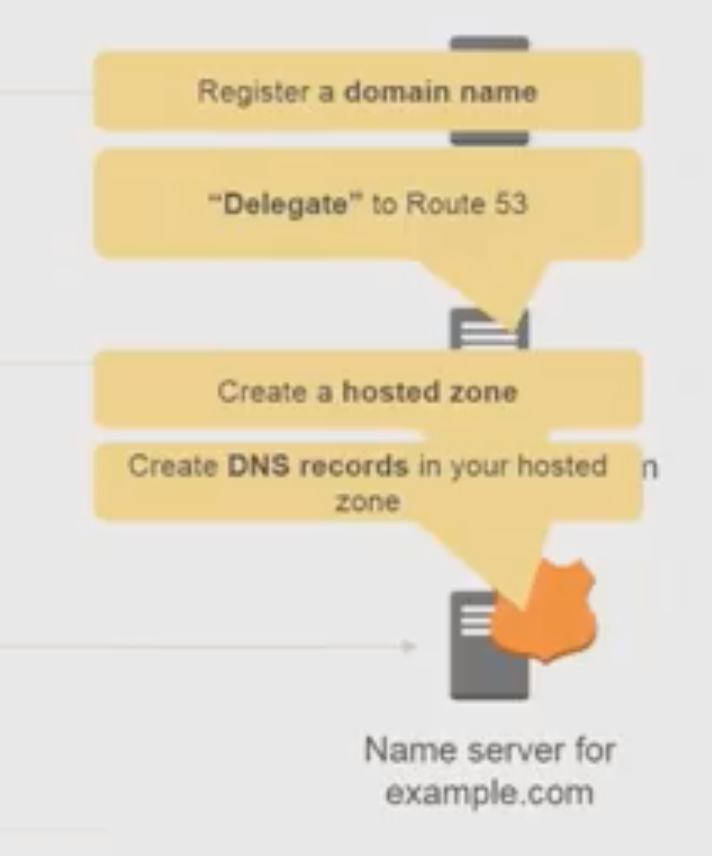 Register a domain name
“Delegate” to Route 53
Create a hosted zone
Create DNS records in your hosted
zone
Name server for
example.com